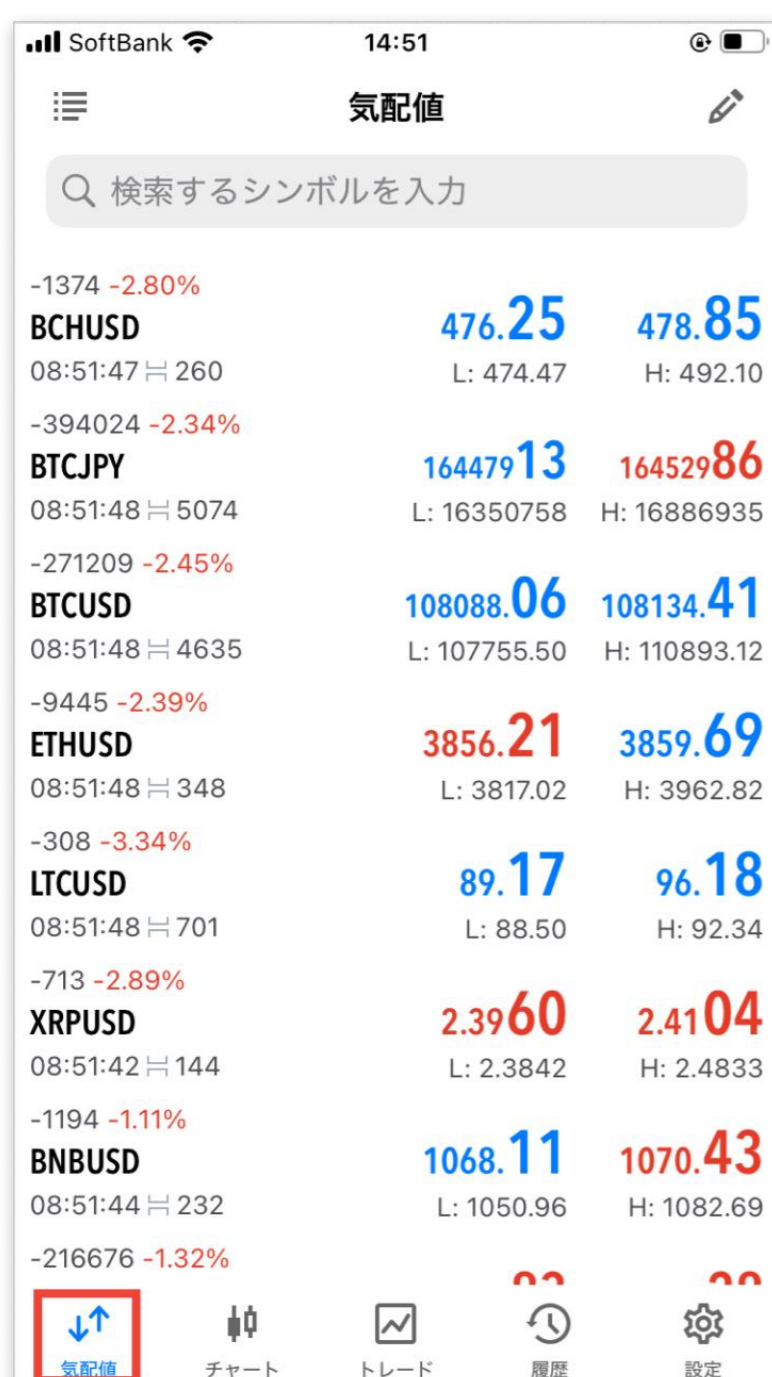 SoftBank 14:51
気配値
検索するシンボルを入力
-1374 -2.80%
BCHUSD 476.25 478.85
08:51:47 260 L: 474.47 H: 492.10
-394024 -2.34%
BTCJPY 16447913 16452986
08:51:48 5074 L: 16350758 H: 16886935
-271209 -2.45%
BTCUSD 108088.06 108134.41
08:51:48 4635 L: 107755.50 H: 110893.12
-9445 -2.39%
ETHUSD 3856.21 3859.69
08:51:48 348 L: 3817.02 H: 3962.82
-308 -3.34%
LTCUSD 89.17 96.18
08:51:48 701 L: 88.50 H: 92.34
-713 -2.89%
XRPUSD 2.3960 2.4104
08:51:42 144 L: 2.3842 H: 2.4833
-1194 -1.11%
BNBUSD 1068.11 1070.43
08:51:44 232 L: 1050.96 H: 1082.69
-216676 -1.32%
気配値 チャート トレード 履歴 設定